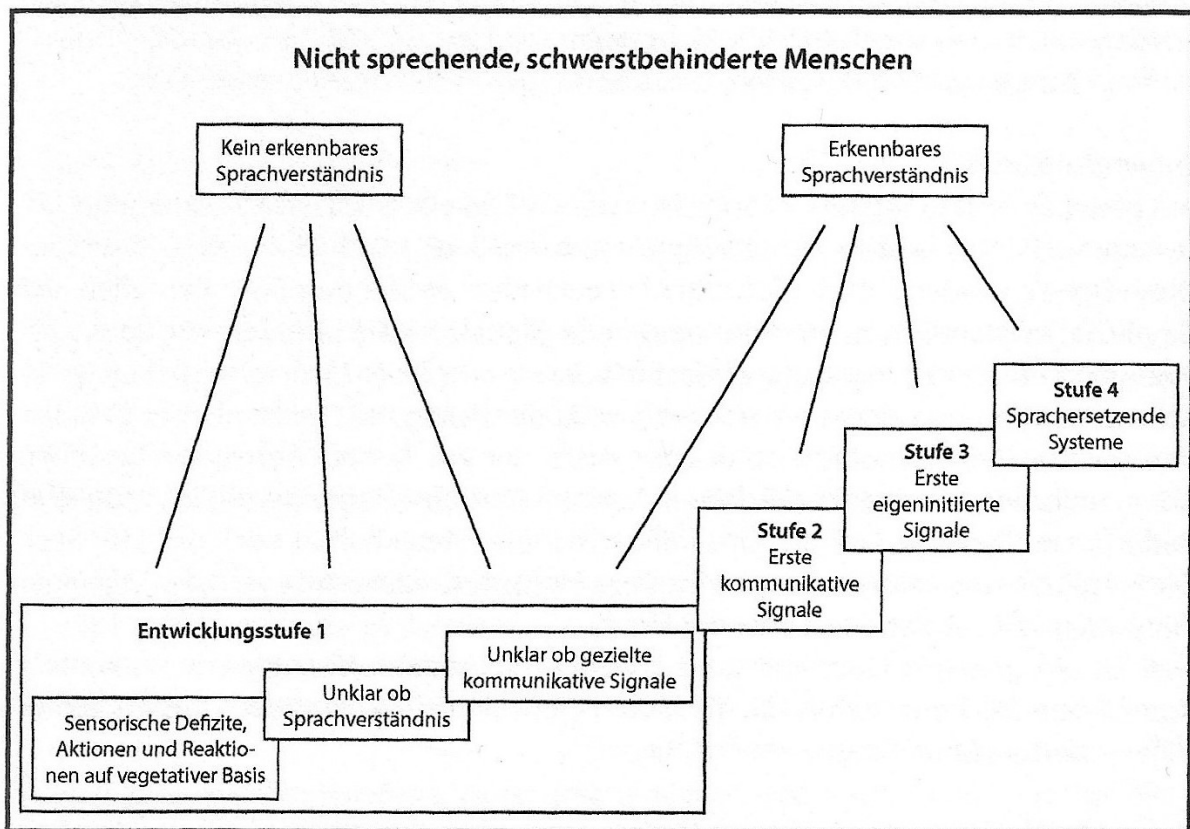 Nicht sprechende, schwerstbehinderte Menschen
Kein erkennbares
Sprachverständnis
Erkennbares
Sprachverständnis
Stufe 4
Sprachersetzende
Systeme
Stufe 3
Erste
eigeninitiierte
Signale
Stufe 2
Erste
kommunikative
Signale
Entwicklungsstufe 1
Unklar ob gezielte
kommunikative Signale
Unklar ob
Sprachverständnis
Sensorische Defizite,
Aktionen und Reaktio-
nen auf vegetativer Basis